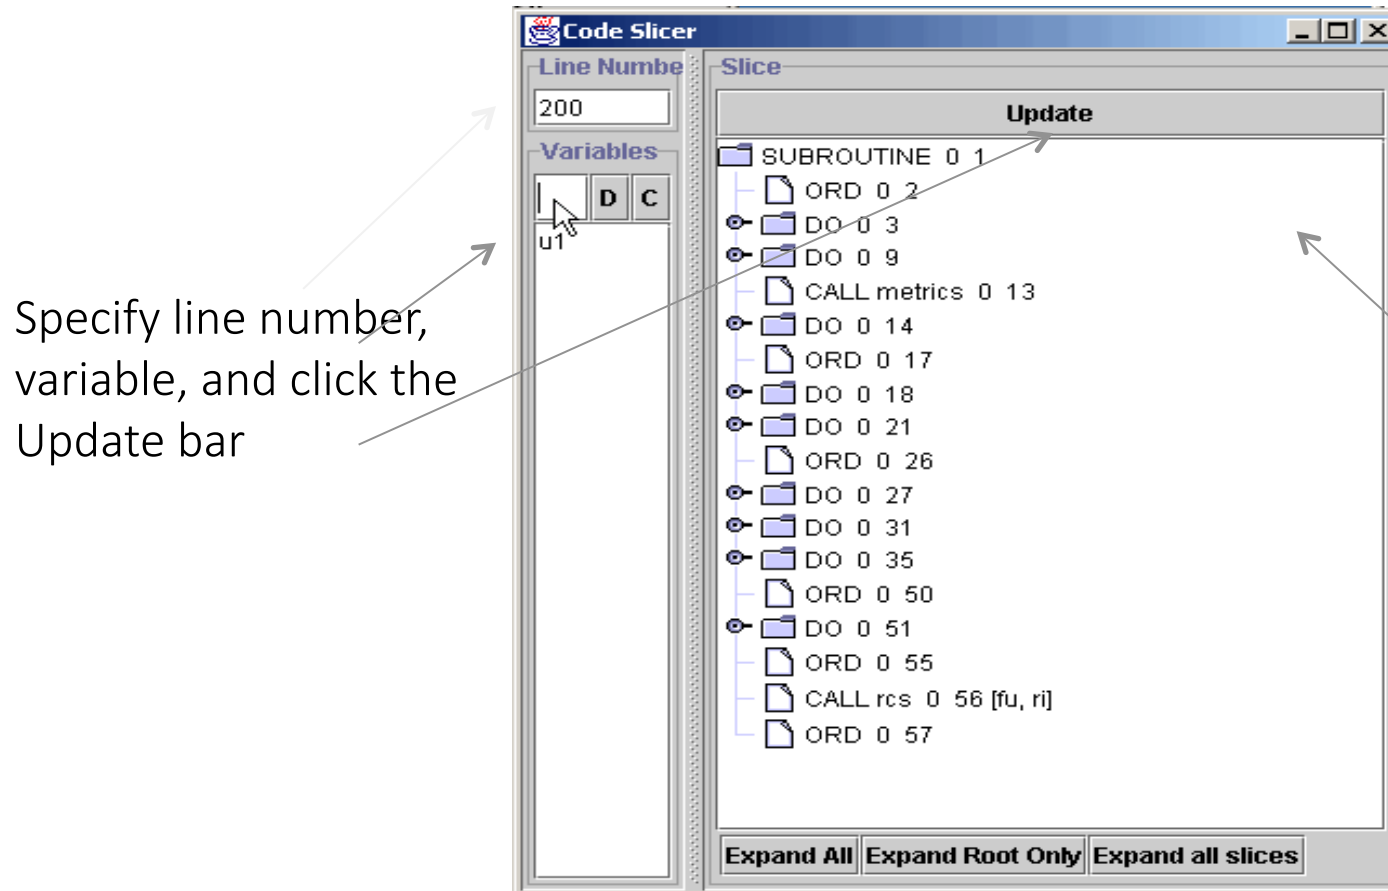 Code Slicer
Line Numbe
200
Variables
D C
u1
Specify line number,
variable, and click the
Update bar
Slice
Update
SUBROUTINE 0 1
ORD 0 2
DO 0 3
DO 0 9
CALL metrics 0 13
DO 0 14
ORD 0 17
DO 0 18
DO 0 21
ORD 0 26
DO 0 27
DO 0 31
DO 0 35
ORD 0 50
DO 0 51
ORD 0 55
CALL rcs 0 56 [fu, ri]
ORD 0 57
Expand All Expand Root Only Expand all slices